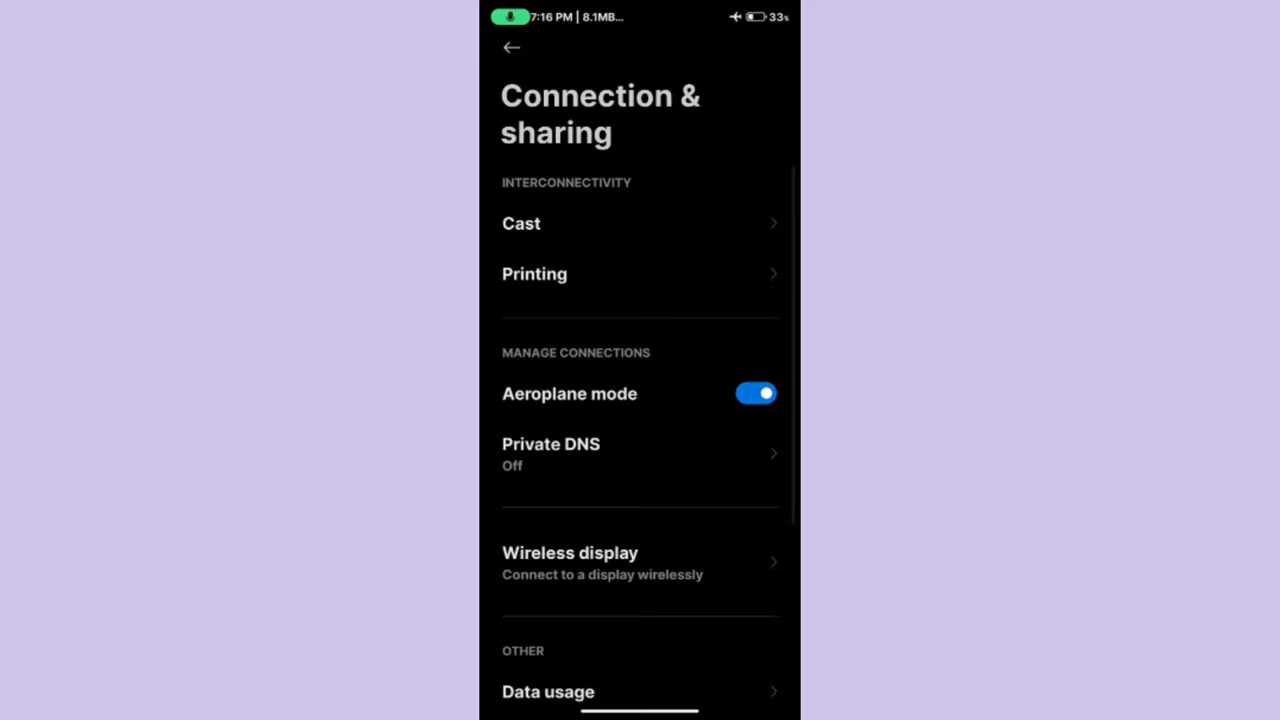 7:16 PM | 8.1MB... 33%
Connection &
sharing
INTERCONNECTIVITY
Cast
Printing
MANAGE CONNECTIONS
Aeroplane mode
Private DNS
Off
Wireless display
Connect to a display wirelessly
OTHER
Data usage